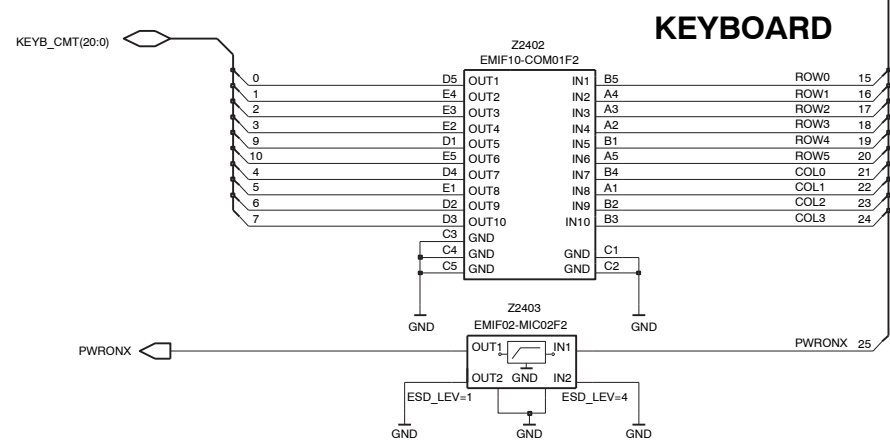 KEYBOARD
KEYB_CMT(20:0)
Z2402
EMIF10-COM01F2
0 D5 OUT1 IN1 B5 ROW0 15
1 E4 OUT2 IN2 A4 ROW1 16
2 E3 OUT3 IN3 A3 ROW2 17
3 E2 OUT4 IN4 A2 ROW3 18
9 D1 OUT5 IN5 B1 ROW4 19
10 E5 OUT6 IN6 A5 ROW5 20
4 D4 OUT7 IN7 B4 COL0 21
5 E1 OUT8 IN8 A1 COL1 22
6 D2 OUT9 IN9 B2 COL2 23
7 D3 OUT10 IN10 B3 COL3 24
C3 GND
C4 GND GND C1
C5 GND GND C2
GND GND
Z2403
EMIF02-MIC02F2
PWRONX OUT1 IN1 PWRONX 25
OUT2 GND IN2
ESD_LEV=1 ESD_LEV=4
GND GND GND